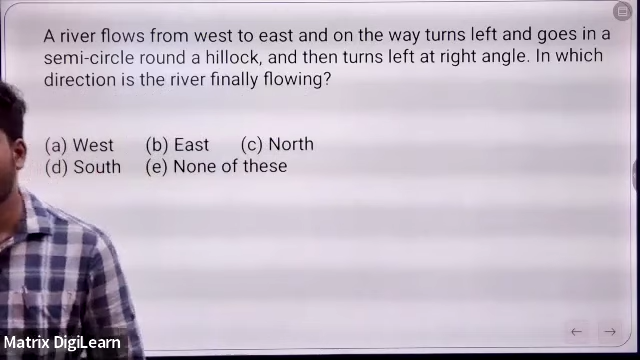 A river flows from west to east and on the way turns left and goes in a
semi-circle round a hillock, and then turns left at right angle. In which
direction is the river finally flowing?
(a) West (b) East (c) North
(d) South (e) None of these
Matrix DigiLearn